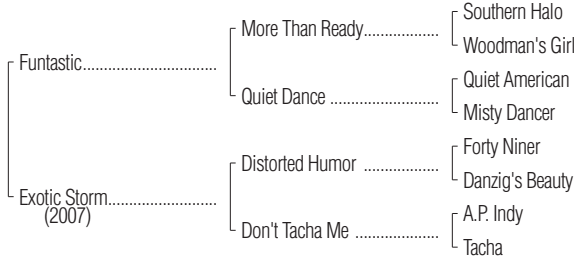 Southern Halo
More Than Ready..................
Woodman's Girl
Funtastic................................
Quiet American
Quiet Dance ..........................
Misty Dancer
Forty Niner
Distorted Humor ..................
Danzig's Beauty
Exotic Storm..........................
(2007)
A.P. Indy
Don't Tacha Me ....................
Tacha